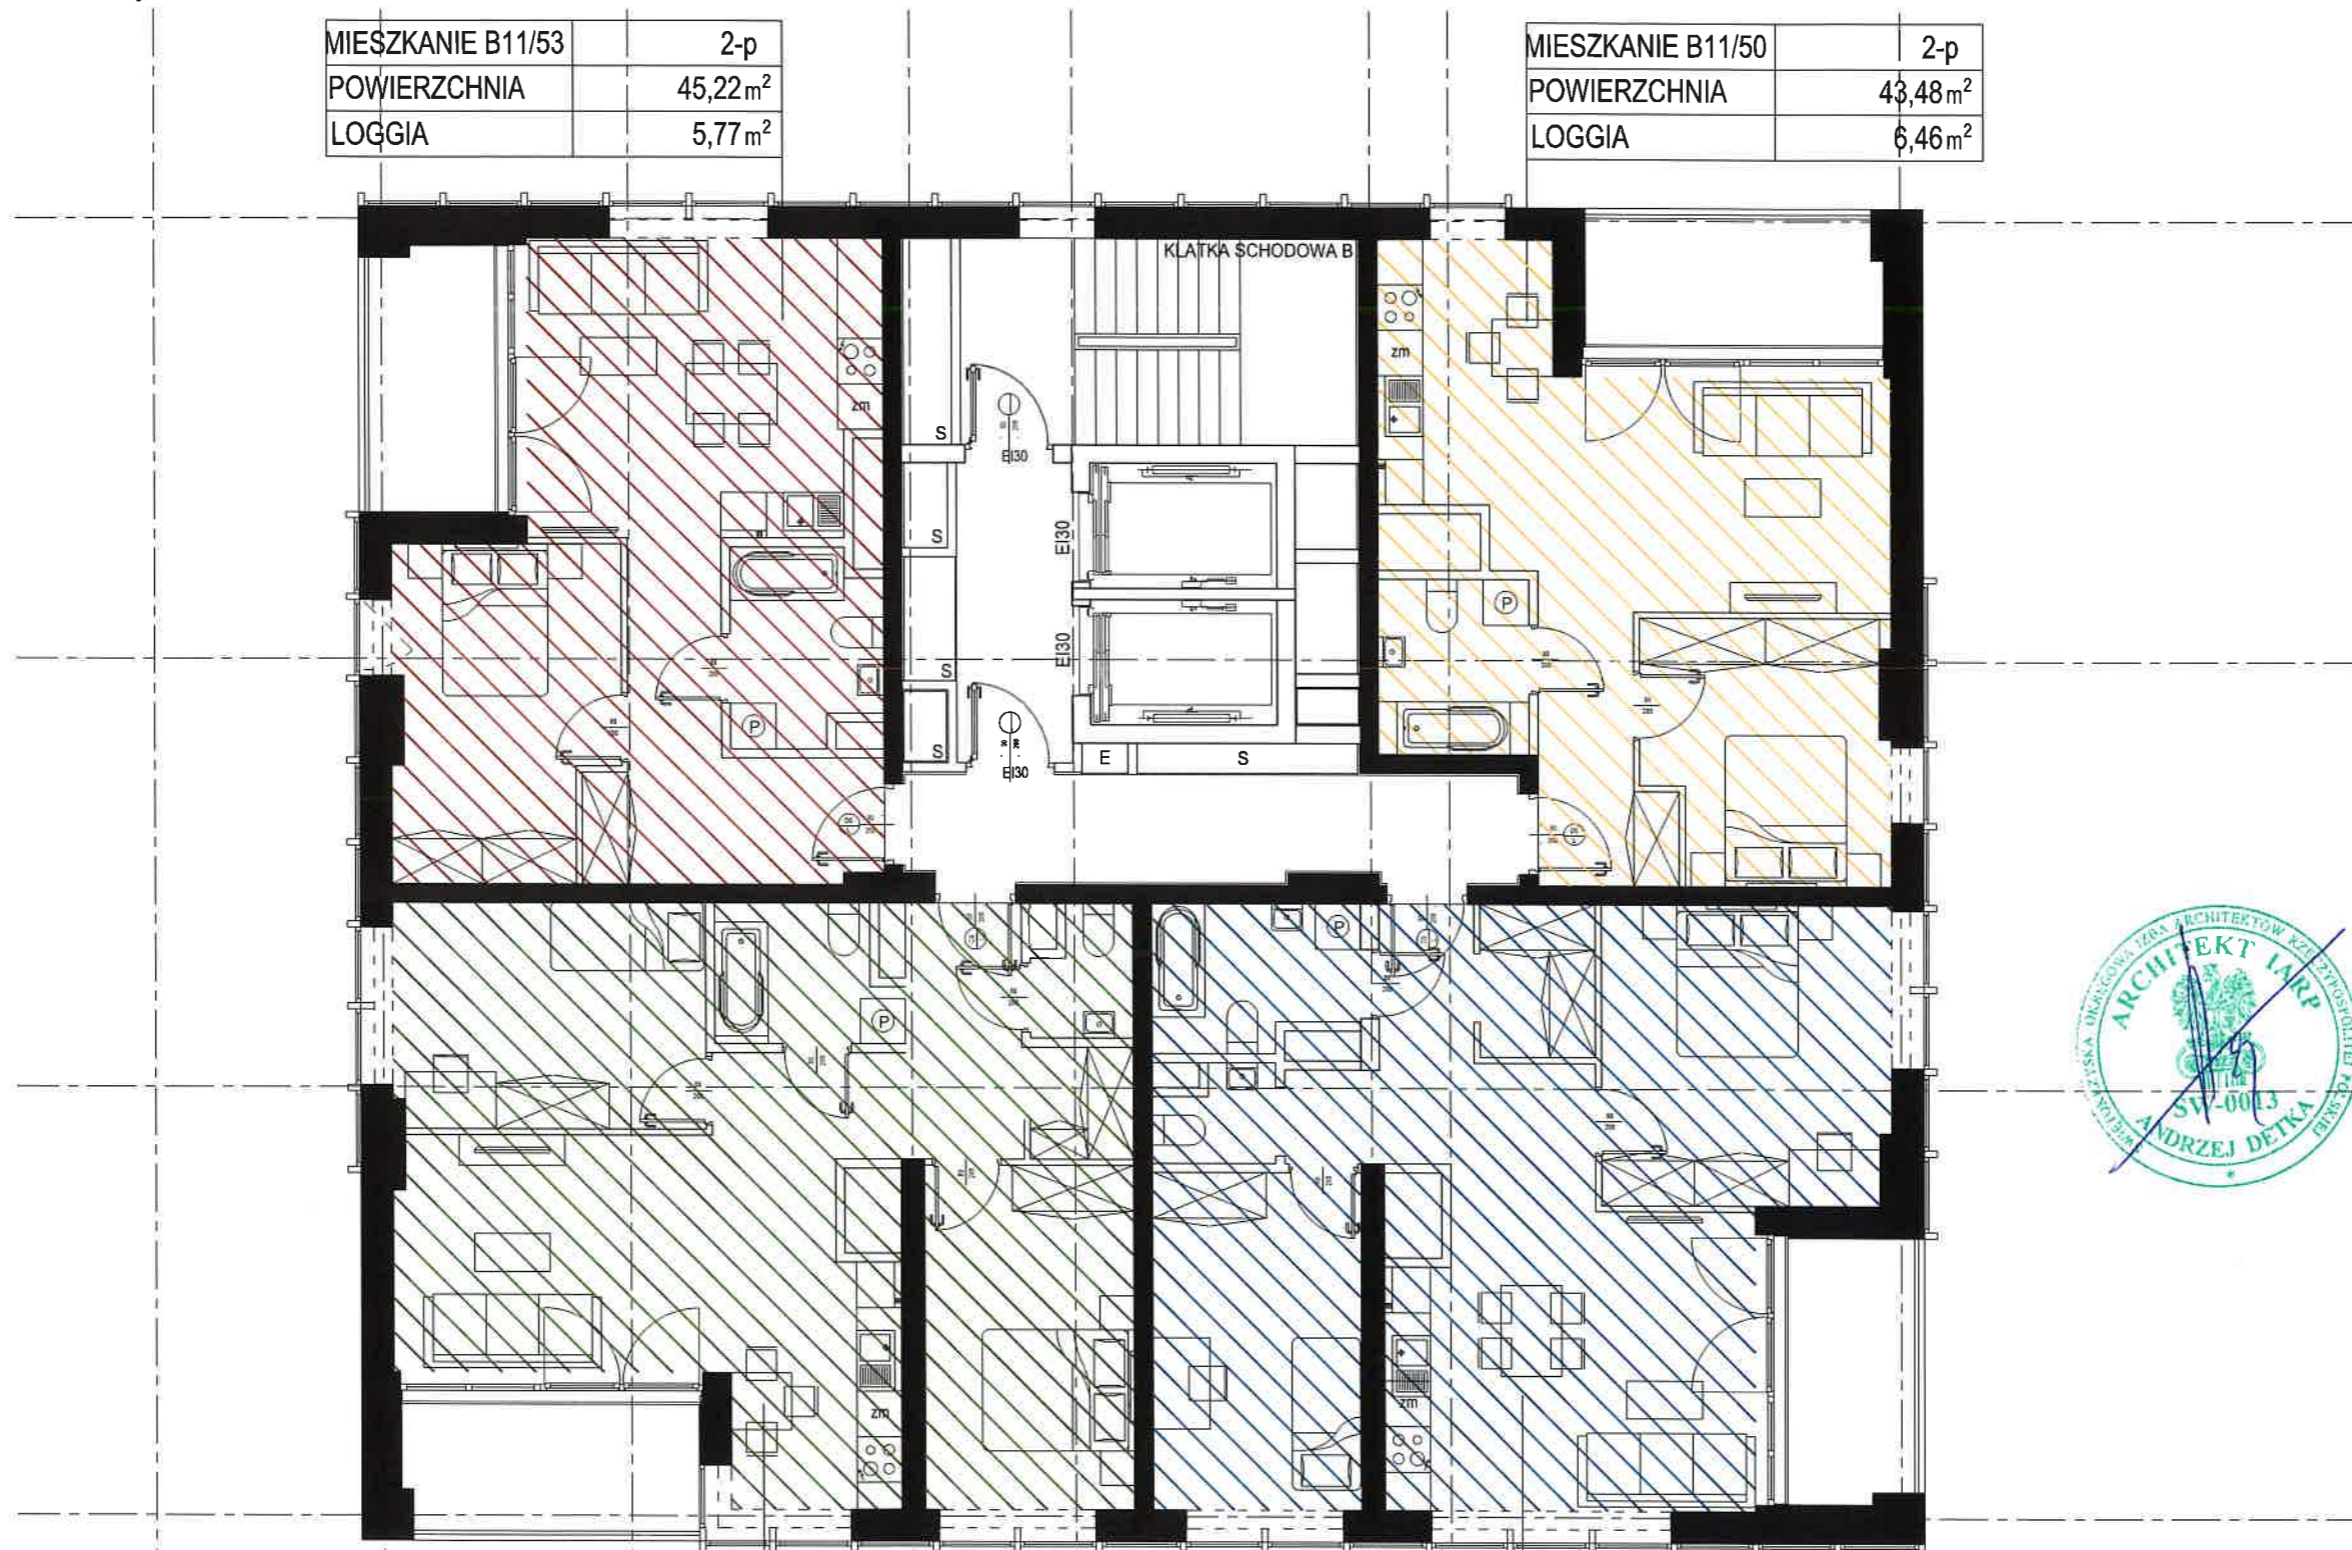 MIESZKANIE B11/53 2-p
POWIERZCHNIA 45,22 m²
LOGGIA 5,77 m²
MIESZKANIE B11/50 2-p
POWIERZCHNIA 43,48 m²
LOGGIA 6,46 m²
KLATKA SCHODOWA B
zm
zm
S
EI30
S
EI30
P
EI30
S
P
S
E
S
EI30
P
P
zm
zm
ARCHITEKT IARP
SW-0013
ANDRZEJ DETKA